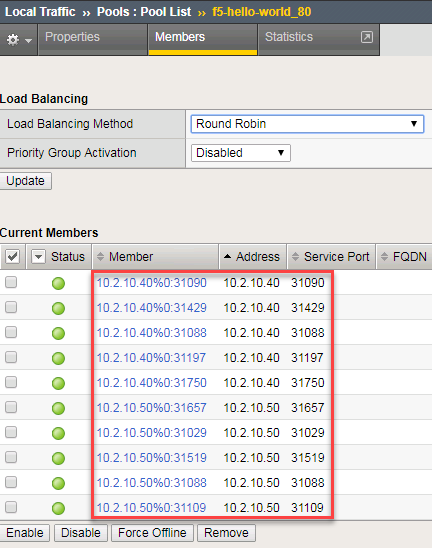 Local Traffic ›› Pools : Pool List ›› f5-hello-world_80
Properties Members Statistics
Load Balancing
Load Balancing Method Round Robin
Priority Group Activation Disabled
Update
Current Members
Status Member Address Service Port FQDN
10.2.10.40%0:31090 10.2.10.40 31090
10.2.10.40%0:31429 10.2.10.40 31429
10.2.10.40%0:31088 10.2.10.40 31088
10.2.10.40%0:31197 10.2.10.40 31197
10.2.10.40%0:31750 10.2.10.40 31750
10.2.10.50%0:31657 10.2.10.50 31657
10.2.10.50%0:31029 10.2.10.50 31029
10.2.10.50%0:31519 10.2.10.50 31519
10.2.10.50%0:31088 10.2.10.50 31088
10.2.10.50%0:31109 10.2.10.50 31109
Enable Disable Force Offline Remove